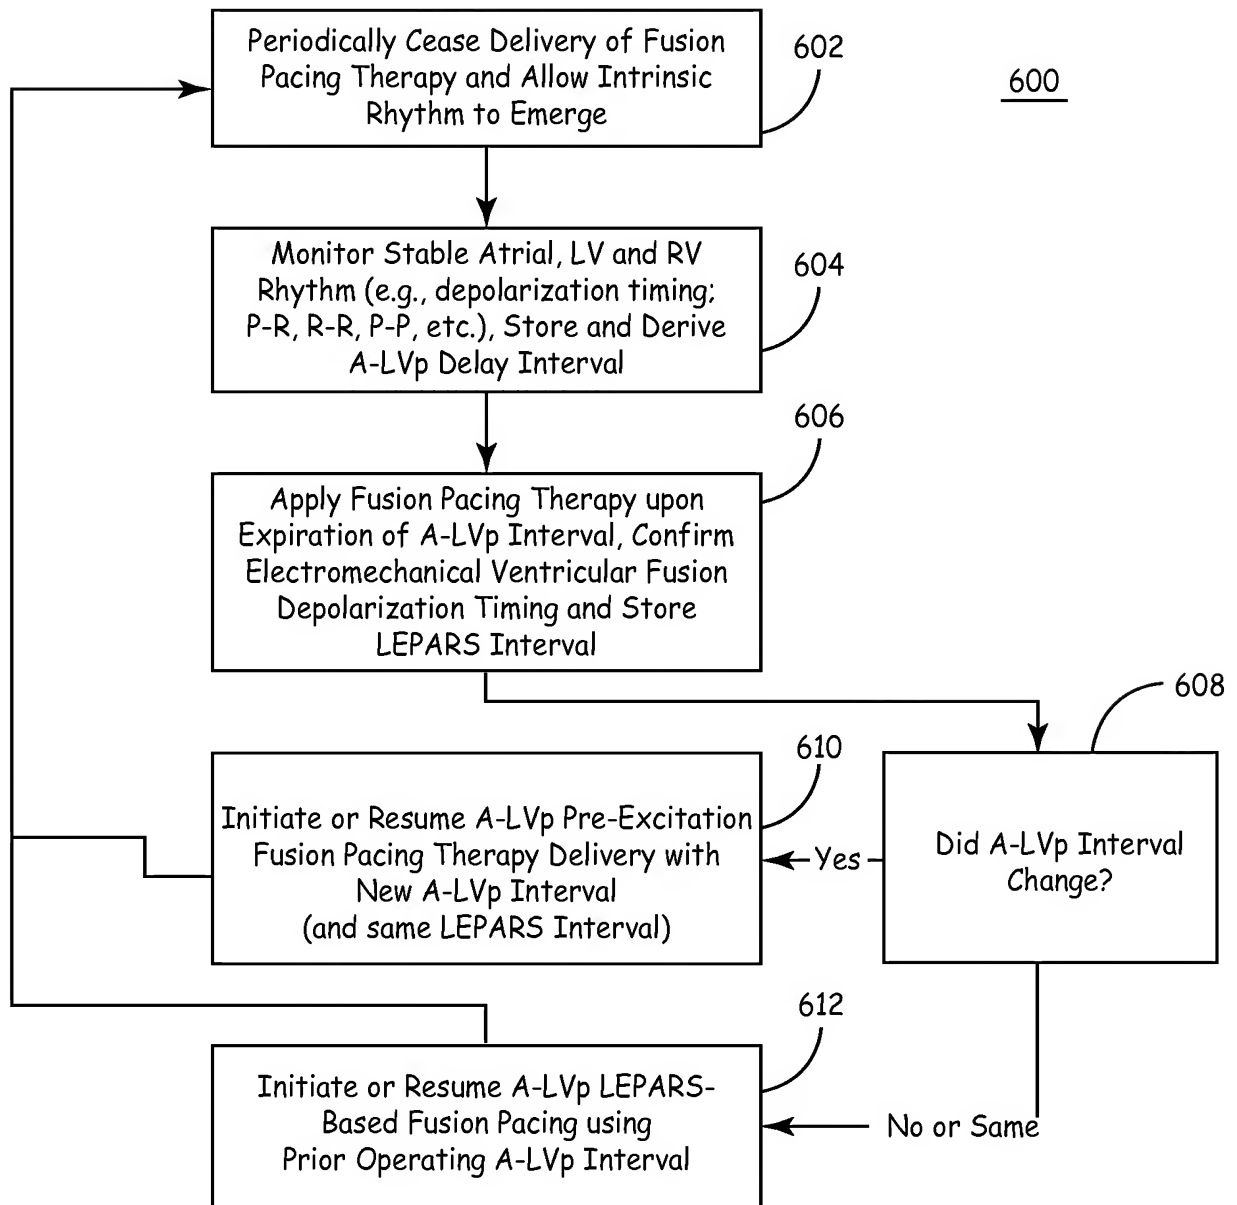 Periodically Cease Delivery of Fusion
Pacing Therapy and Allow Intrinsic
Rhythm to Emerge
602
600
Monitor Stable Atrial, LV and RV
Rhythm (e.g., depolarization timing;
P-R, R-R, P-P, etc.), Store and Derive
A-LVp Delay Interval
604
606
Apply Fusion Pacing Therapy upon
Expiration of A-LVp Interval, Confirm
Electromechanical Ventricular Fusion
Depolarization Timing and Store
LEPARS Interval
608
610
Initiate or Resume A-LVp Pre-Excitation
Fusion Pacing Therapy Delivery with
New A-LVp Interval
(and same LEPARS Interval)
Yes
Did A-LVp Interval
Change?
612
Initiate or Resume A-LVp LEPARS-
Based Fusion Pacing using
Prior Operating A-LVp Interval
No or Same